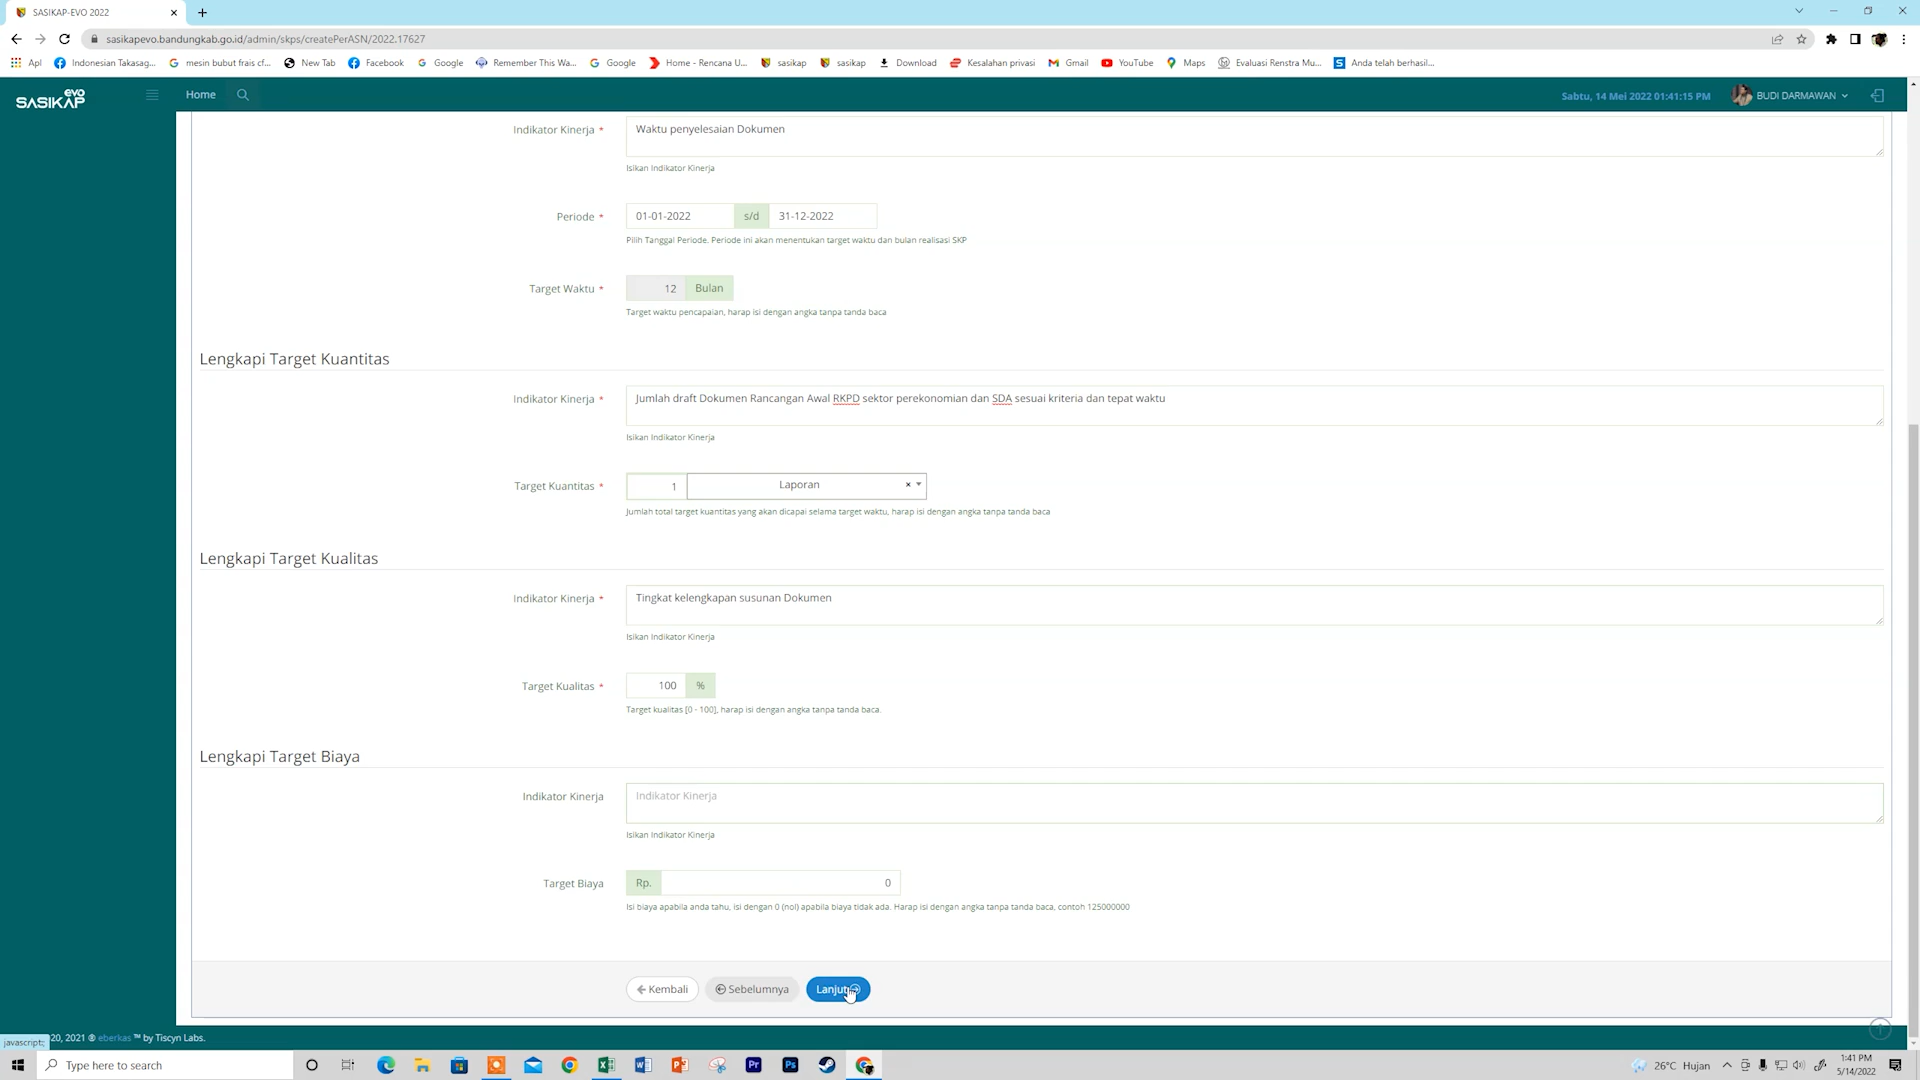 SASIKAP-EVO 2022
sasikapevo.bandungkab.go.id/admin/skps/createPerASN/2022.17627
Apl
Indonesian Takasag...
mesin bubut frais cf...
New Tab
Facebook
Google
Remember This Wa...
Google
Home - Rencana U...
sasikap
sasikap
Download
Kesalahan privasi
Gmail
YouTube
Maps
Evaluasi Renstra Mu...
Anda telah berhasil...
SASIKAP evo
Home
Sabtu, 14 Mei 2022 01:41:15 PM
BUDI DARMAWAN
Indikator Kinerja *
Waktu penyelesaian Dokumen
Isikan Indikator Kinerja
Periode *
01-01-2022 s/d 31-12-2022
Pilih Tanggal Periode. Periode ini akan menentukan target waktu dan bulan realisasi SKP
Target Waktu *
12 Bulan
Target waktu pencapaian, harap isi dengan angka tanpa tanda baca
Lengkapi Target Kuantitas
Indikator Kinerja *
Jumlah draft Dokumen Rancangan Awal RKPD sektor perekonomian dan SDA sesuai kriteria dan tepat waktu
Isikan Indikator Kinerja
Target Kuantitas *
1 Laporan ×
Jumlah total target kuantitas yang akan dicapai selama target waktu, harap isi dengan angka tanpa tanda baca
Lengkapi Target Kualitas
Indikator Kinerja *
Tingkat kelengkapan susunan Dokumen
Isikan Indikator Kinerja
Target Kualitas *
100 %
Target kualitas [0 - 100], harap isi dengan angka tanpa tanda baca.
Lengkapi Target Biaya
Indikator Kinerja
Indikator Kinerja
Isikan Indikator Kinerja
Target Biaya
Rp. 0
Isi biaya apabila anda tahu, isi dengan 0 (nol) apabila biaya tidak ada. Harap isi dengan angka tanpa tanda baca, contoh 125000000
Kembali
Sebelumnya
Lanjut
javascript:;
20, 2021 ® eberkas ™ by Tiscyn Labs.
Type here to search
26°C Hujan
1:41 PM
5/14/2022